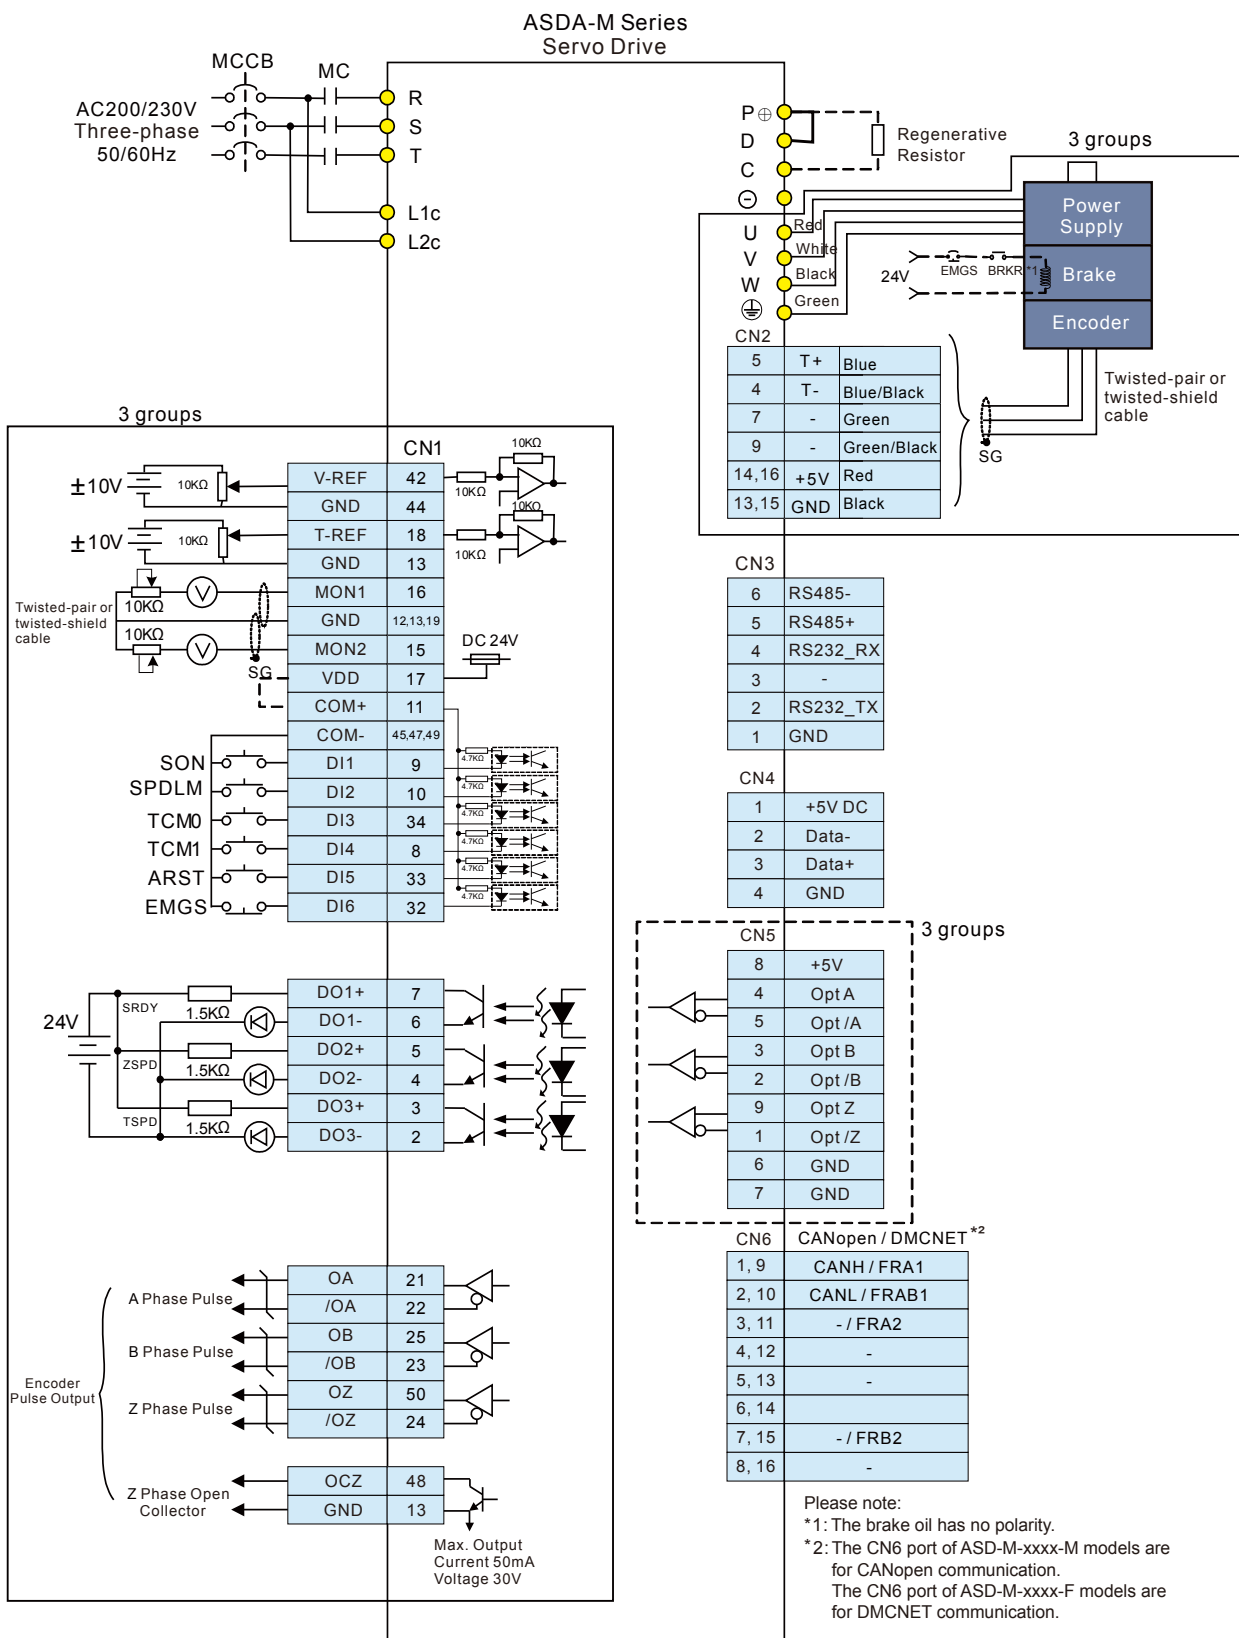 ASDA-M Series
Servo Drive
MCCB
MC
AC200/230V
Three-phase
50/60Hz
R
S
T
L1c
L2c
P
D
C
U
V
W
Regenerative
Resistor
3 groups
Red
White
Black
Green
Power
Supply
24V
EMGS
BRKR
*1
Brake
Encoder
Twisted-pair or
twisted-shield
cable
SG
CN2
5 T+ Blue
4 T- Blue/Black
7 - Green
9 - Green/Black
14,16 +5V Red
13,15 GND Black
3 groups
CN1
±10V
10KΩ
V-REF 42
GND 44
10KΩ
10KΩ
±10V
10KΩ
T-REF 18
GND 13
10KΩ
10KΩ
MON1 16
GND 12,13,19
MON2 15
VDD 17
COM+ 11
COM- 45,47,49
Twisted-pair or
twisted-shield
cable
10KΩ
V
10KΩ
V
SG
DC 24V
SON DI1 9 4.7KΩ
SPDLM DI2 10 4.7KΩ
TCM0 DI3 34 4.7KΩ
TCM1 DI4 8 4.7KΩ
ARST DI5 33 4.7KΩ
EMGS DI6 32 4.7KΩ
24V
SRDY
1.5KΩ
DO1+ 7
DO1- 6
ZSPD
1.5KΩ
DO2+ 5
DO2- 4
TSPD
1.5KΩ
DO3+ 3
DO3- 2
Encoder
Pulse Output
A Phase Pulse
OA 21
/OA 22
B Phase Pulse
OB 25
/OB 23
Z Phase Pulse
OZ 50
/OZ 24
Z Phase Open
Collector
OCZ 48
GND 13
Max. Output
Current 50mA
Voltage 30V
CN3
6 RS485-
5 RS485+
4 RS232_RX
3 -
2 RS232_TX
1 GND
CN4
1 +5V DC
2 Data-
3 Data+
4 GND
CN5
3 groups
8 +5V
4 Opt A
5 Opt /A
3 Opt B
2 Opt /B
9 Opt Z
1 Opt /Z
6 GND
7 GND
CN6 CANopen / DMCNET *2
1, 9 CANH / FRA1
2, 10 CANL / FRAB1
3, 11 - / FRA2
4, 12 -
5, 13 -
6, 14
7, 15 - / FRB2
8, 16 -
Please note:
*1: The brake oil has no polarity.
*2: The CN6 port of ASD-M-xxxx-M models are
for CANopen communication.
The CN6 port of ASD-M-xxxx-F models are
for DMCNET communication.